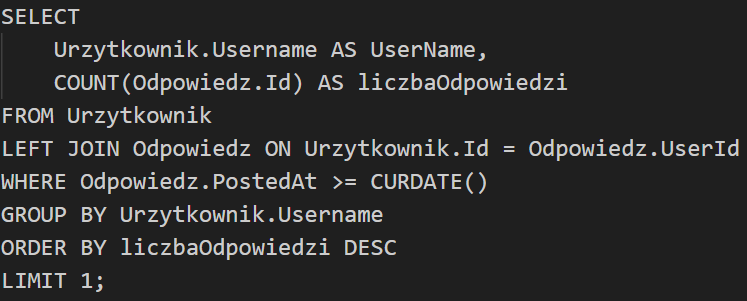 SELECT
    Urzytkownik.Username AS UserName,
    COUNT(Odpowiedz.Id) AS liczbaOdpowiedzi
FROM Urzytkownik
LEFT JOIN Odpowiedz ON Urzytkownik.Id = Odpowiedz.UserId
WHERE Odpowiedz.PostedAt >= CURDATE()
GROUP BY Urzytkownik.Username
ORDER BY liczbaOdpowiedzi DESC
LIMIT 1;